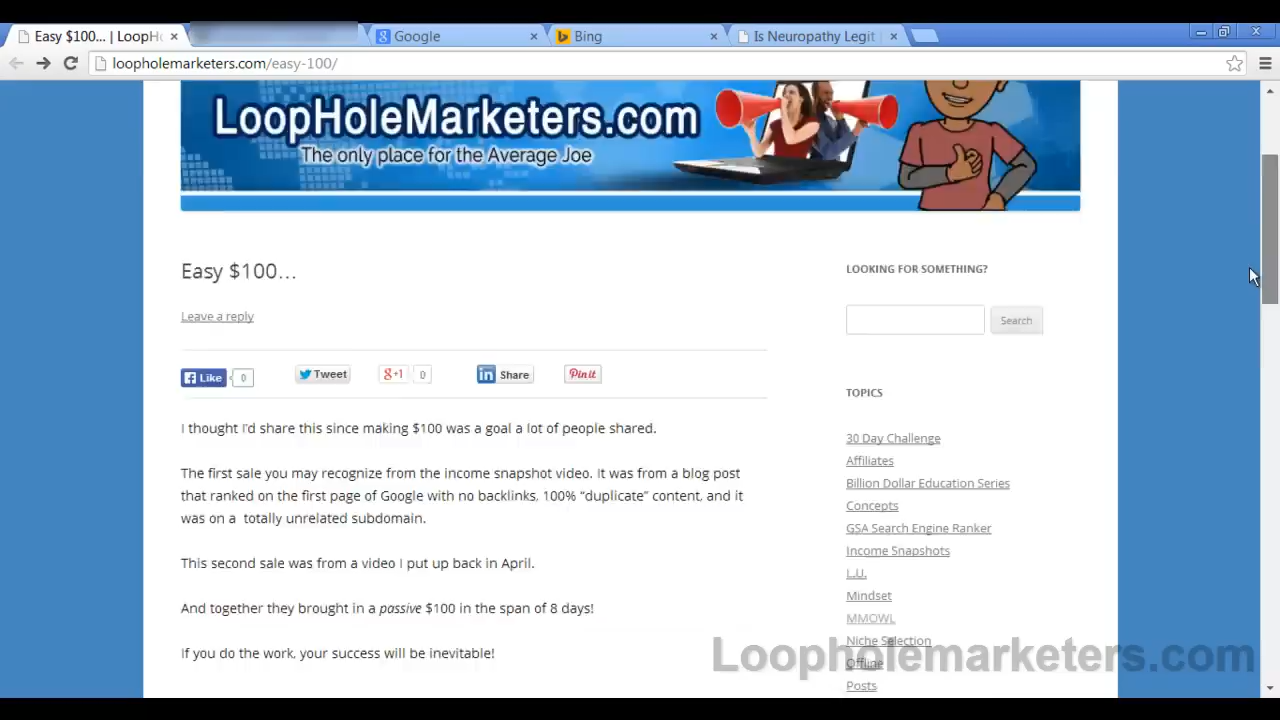 Easy $100... | LoopHo
Google
Bing
Is Neuropathy Legit
loopholemarketers.com/easy-100/
LoopHoleMarketers.com
The only place for the Average Joe
Easy $100…
Leave a reply
Like 0
Tweet
g+1 0
in Share
Pin it
I thought I'd share this since making $100 was a goal a lot of people shared.
The first sale you may recognize from the income snapshot video. It was from a blog post
that ranked on the first page of Google with no backlinks, 100% “duplicate” content, and it
was on a totally unrelated subdomain.
This second sale was from a video I put up back in April.
And together they brought in a passive $100 in the span of 8 days!
If you do the work, your success will be inevitable!
LOOKING FOR SOMETHING?
Search
TOPICS
30 Day Challenge
Affiliates
Billion Dollar Education Series
Concepts
GSA Search Engine Ranker
Income Snapshots
L.U.
Mindset
MMOWL
Niche Selection
Offline
Posts
Loopholemarketers.com